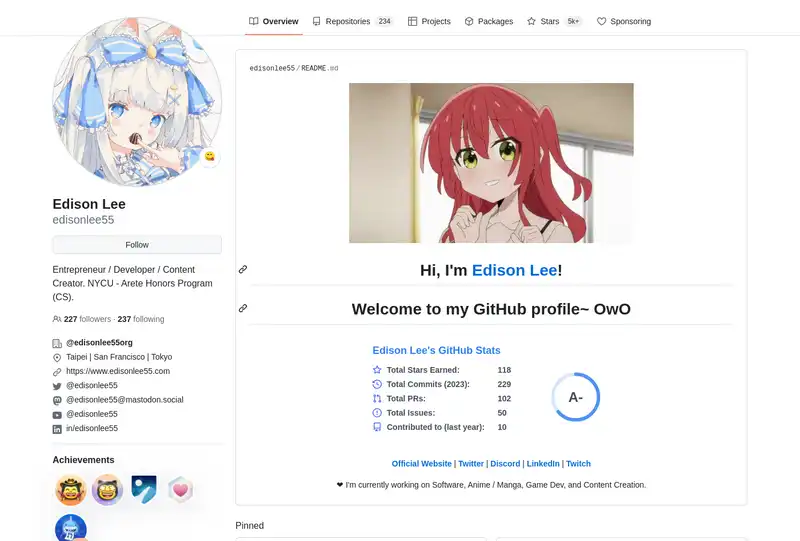 Overview Repositories 234 Projects Packages Stars 5k+ Sponsoring
edisonlee55/README.md
Edison Lee
edisonlee55
Follow
Entrepreneur / Developer / Content
Creator. NYCU - Arete Honors Program
(CS).
227 followers · 237 following
@edisonlee55org
Taipei | San Francisco | Tokyo
https://www.edisonlee55.com
@edisonlee55
@edisonlee55@mastodon.social
@edisonlee55
in/edisonlee55
Achievements
Hi, I'm Edison Lee!
Welcome to my GitHub profile~ OwO
Edison Lee's GitHub Stats
Total Stars Earned: 118
Total Commits (2023): 229
Total PRs: 102
Total Issues: 50
Contributed to (last year): 10
A-
Official Website | Twitter | Discord | LinkedIn | Twitch
❤ I'm currently working on Software, Anime / Manga, Game Dev, and Content Creation.
Pinned